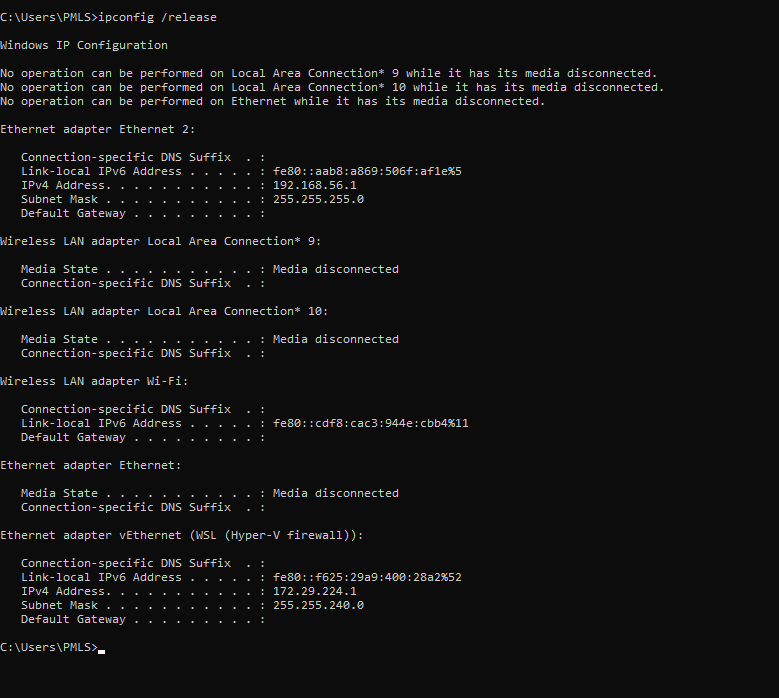 C:\Users\PMLS>ipconfig /release
Windows IP Configuration
No operation can be performed on Local Area Connection* 9 while it has its media disconnected.
No operation can be performed on Local Area Connection* 10 while it has its media disconnected.
No operation can be performed on Ethernet while it has its media disconnected.
Ethernet adapter Ethernet 2:
   Connection-specific DNS Suffix  . :
   Link-local IPv6 Address . . . . . : fe80::aab8:a869:506f:af1e%5
   IPv4 Address. . . . . . . . . . . : 192.168.56.1
   Subnet Mask . . . . . . . . . . . : 255.255.255.0
   Default Gateway . . . . . . . . . :
Wireless LAN adapter Local Area Connection* 9:
   Media State . . . . . . . . . . . : Media disconnected
   Connection-specific DNS Suffix  . :
Wireless LAN adapter Local Area Connection* 10:
   Media State . . . . . . . . . . . : Media disconnected
   Connection-specific DNS Suffix  . :
Wireless LAN adapter Wi-Fi:
   Connection-specific DNS Suffix  . :
   Link-local IPv6 Address . . . . . : fe80::cdf8:cac3:944e:cbb4%11
   Default Gateway . . . . . . . . . :
Ethernet adapter Ethernet:
   Media State . . . . . . . . . . . : Media disconnected
   Connection-specific DNS Suffix  . :
Ethernet adapter vEthernet (WSL (Hyper-V firewall)):
   Connection-specific DNS Suffix  . :
   Link-local IPv6 Address . . . . . : fe80::f625:29a9:400:28a2%52
   IPv4 Address. . . . . . . . . . . : 172.29.224.1
   Subnet Mask . . . . . . . . . . . : 255.255.240.0
   Default Gateway . . . . . . . . . :
C:\Users\PMLS>